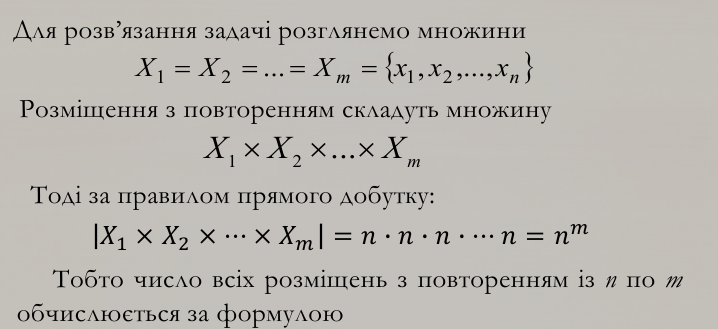 Для розв’язання задачі розглянемо множини
X₁ = X₂ = ... = Xₘ = {x₁, x₂,..., xₙ}
Розміщення з повторенням складуть множину
X₁ × X₂ ×...× Xₘ
Тоді за правилом прямого добутку:
|X₁ × X₂ × ⋯ × Xₘ| = n · n · n · ⋯ n = nᵐ
Тобто число всіх розміщень з повторенням із n по m
обчислюється за формулою